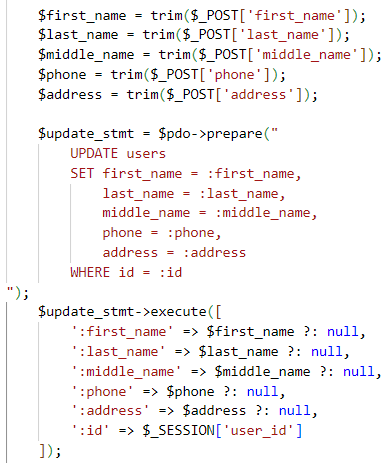 $first_name = trim($_POST['first_name']);
$last_name = trim($_POST['last_name']);
$middle_name = trim($_POST['middle_name']);
$phone = trim($_POST['phone']);
$address = trim($_POST['address']);

$update_stmt = $pdo->prepare("
    UPDATE users
    SET first_name = :first_name,
        last_name = :last_name,
        middle_name = :middle_name,
        phone = :phone,
        address = :address
    WHERE id = :id
");
$update_stmt->execute([
    ':first_name' => $first_name ?: null,
    ':last_name' => $last_name ?: null,
    ':middle_name' => $middle_name ?: null,
    ':phone' => $phone ?: null,
    ':address' => $address ?: null,
    ':id' => $_SESSION['user_id']
]);